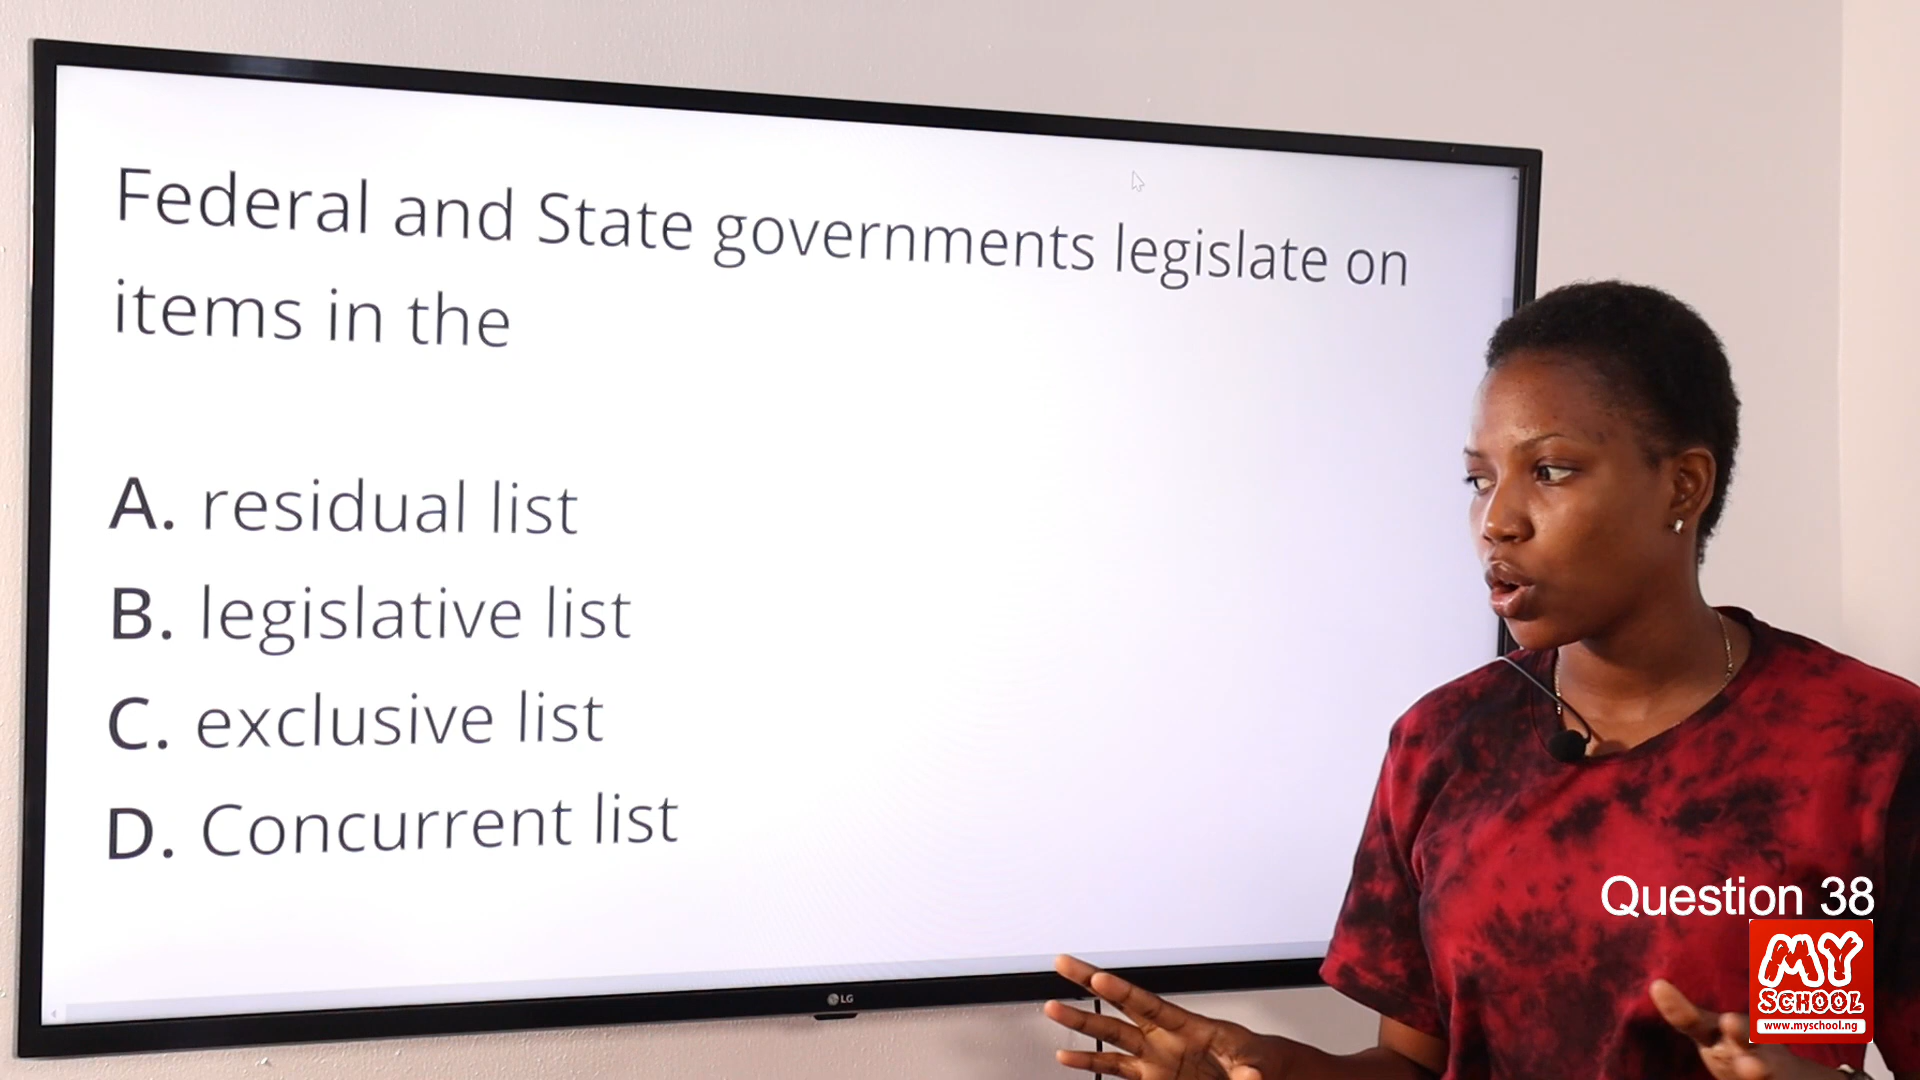 Federal and State governments legislate on
items in the
A. residual list
B. legislative list
C. exclusive list
D. Concurrent list
LG
Question 38
MY
SCHOOL
www.myschool.ng